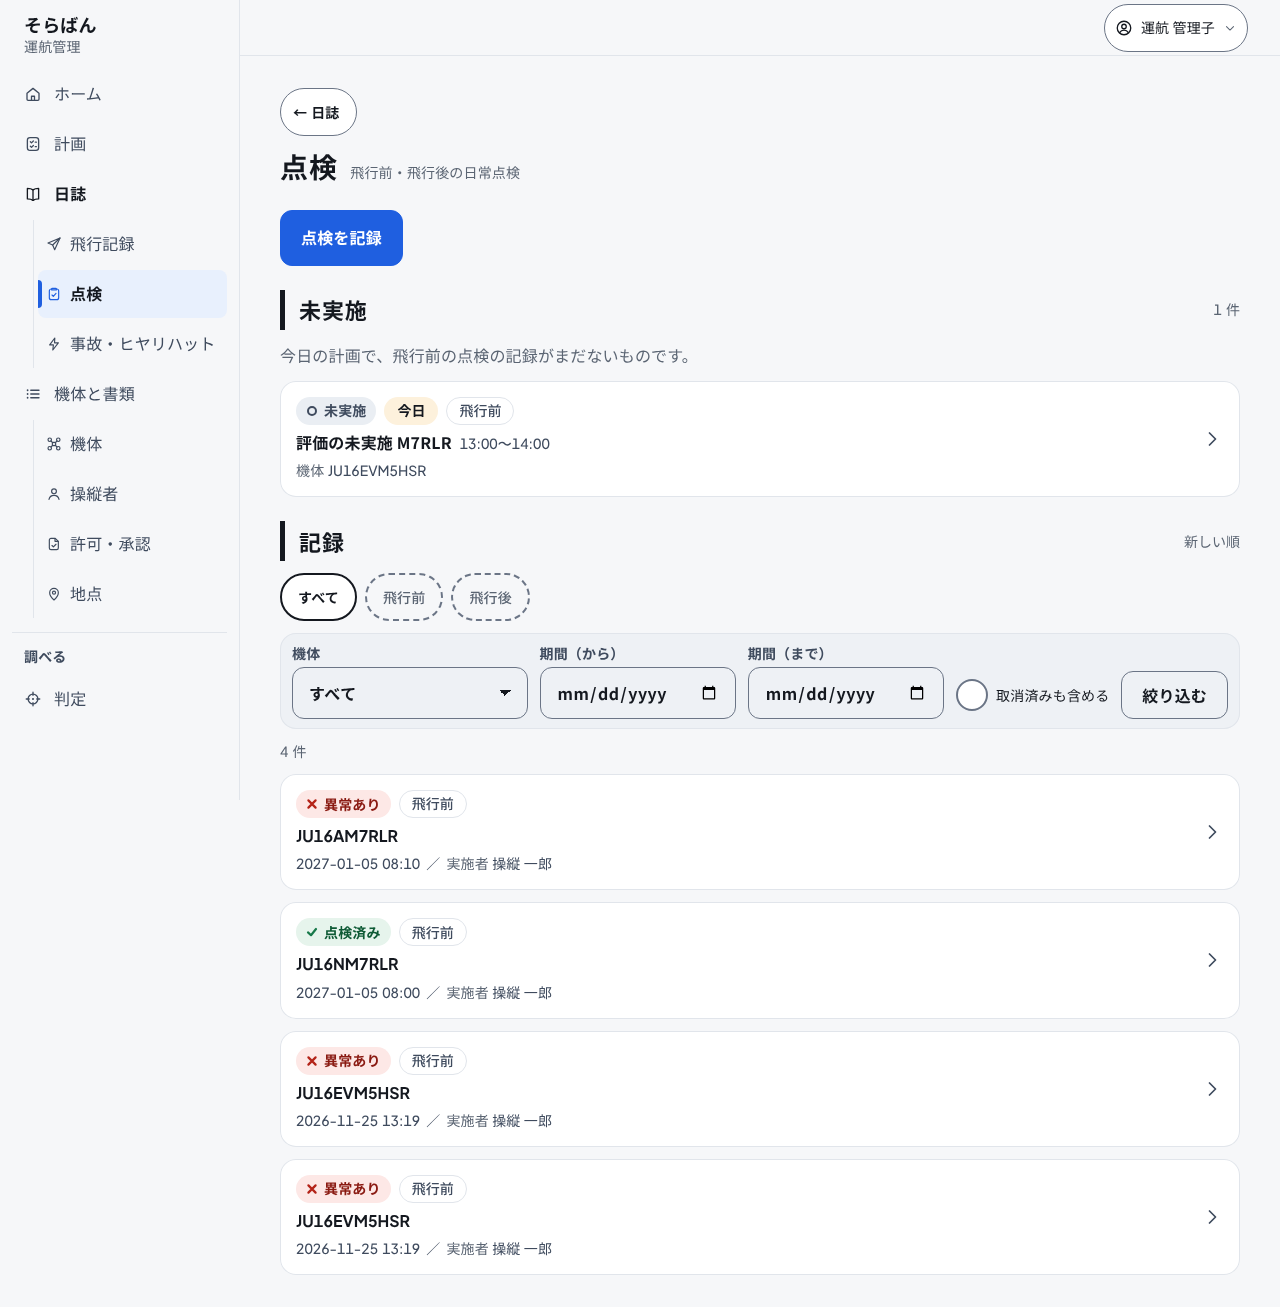 そらばん
運航管理
運航 管理子
ホーム
計画
日誌
飛行記録
点検
事故・ヒヤリハット
機体と書類
機体
操縦者
許可・承認
地点
調べる
判定
← 日誌
点検 飛行前・飛行後の日常点検
点検を記録
未実施 1 件
今日の計画で、飛行前の点検の記録がまだないものです。
未実施 今日 飛行前
評価の未実施 M7RLR 13:00〜14:00
機体 JU16EVM5HSR
記録 新しい順
すべて 飛行前 飛行後
機体 期間（から） 期間（まで）
すべて mm/dd/yyyy mm/dd/yyyy 取消済みも含める 絞り込む
4 件
異常あり 飛行前
JU16AM7RLR
2027-01-05 08:10 ／ 実施者 操縦 一郎
点検済み 飛行前
JU16NM7RLR
2027-01-05 08:00 ／ 実施者 操縦 一郎
異常あり 飛行前
JU16EVM5HSR
2026-11-25 13:19 ／ 実施者 操縦 一郎
異常あり 飛行前
JU16EVM5HSR
2026-11-25 13:19 ／ 実施者 操縦 一郎